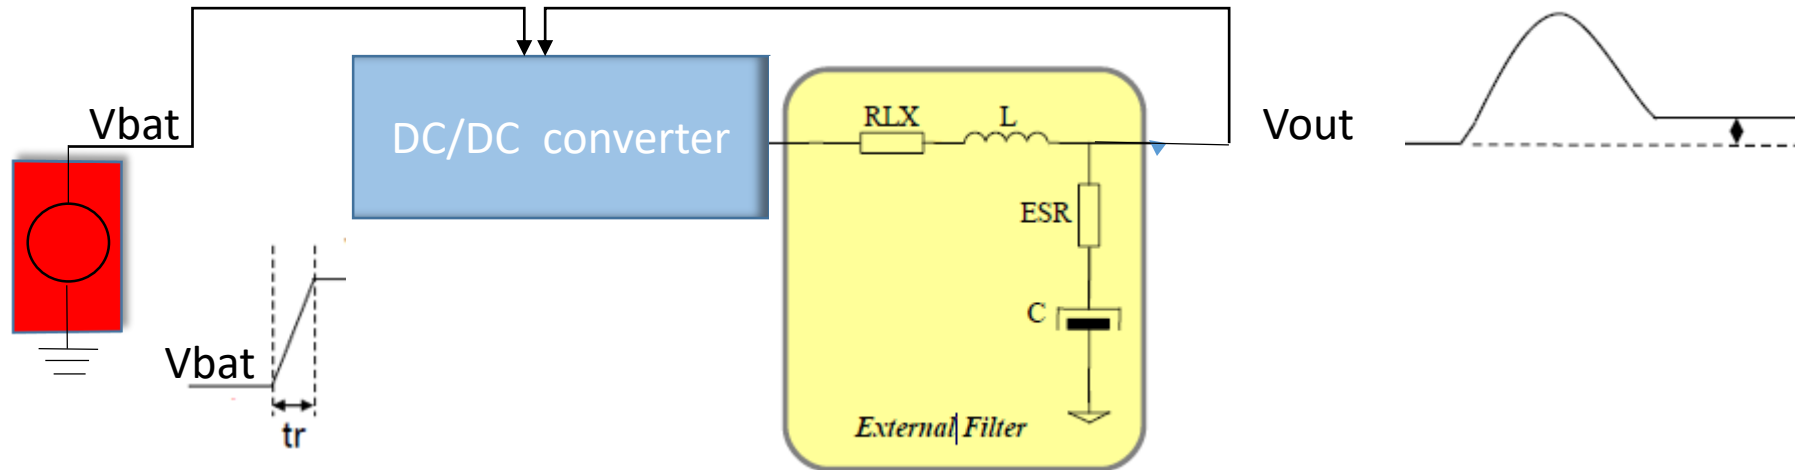 Vbat
DC/DC converter
RLX
L
Vout
ESR
C
Vbat
tr
External Filter